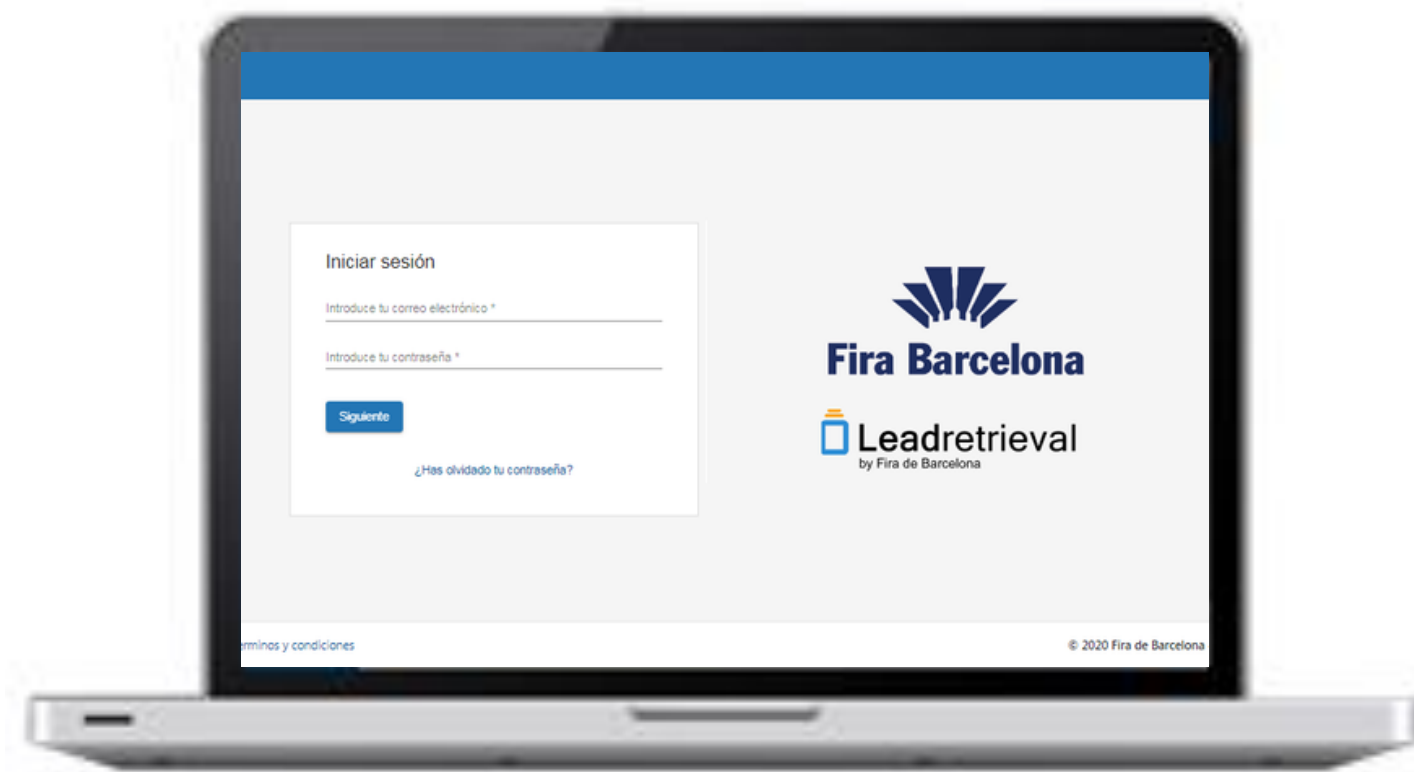 Iniciar sesión
Introduce tu correo electrónico *
Introduce tu contraseña *
Siguiente
¿Has olvidado tu contraseña?
Fira Barcelona
Leadretrieval
by Fira de Barcelona
erminos y condiciones
© 2020 Fira de Barcelona